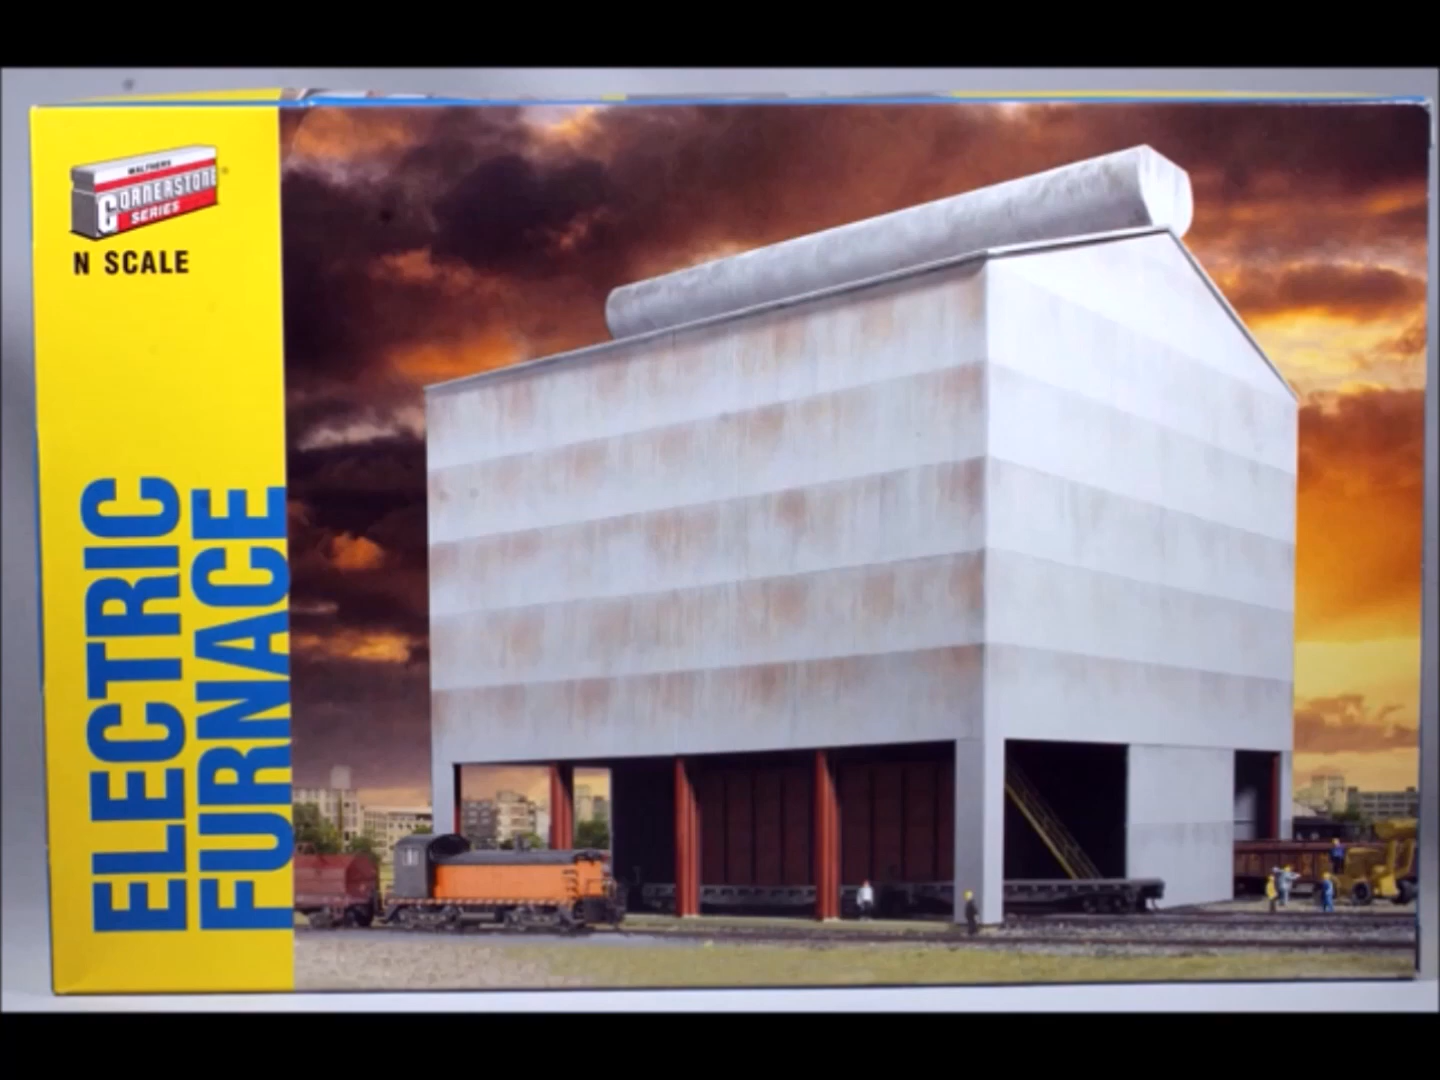 WALTHERS
CORNERSTONE
SERIES
N SCALE
ELECTRIC
FURNACE